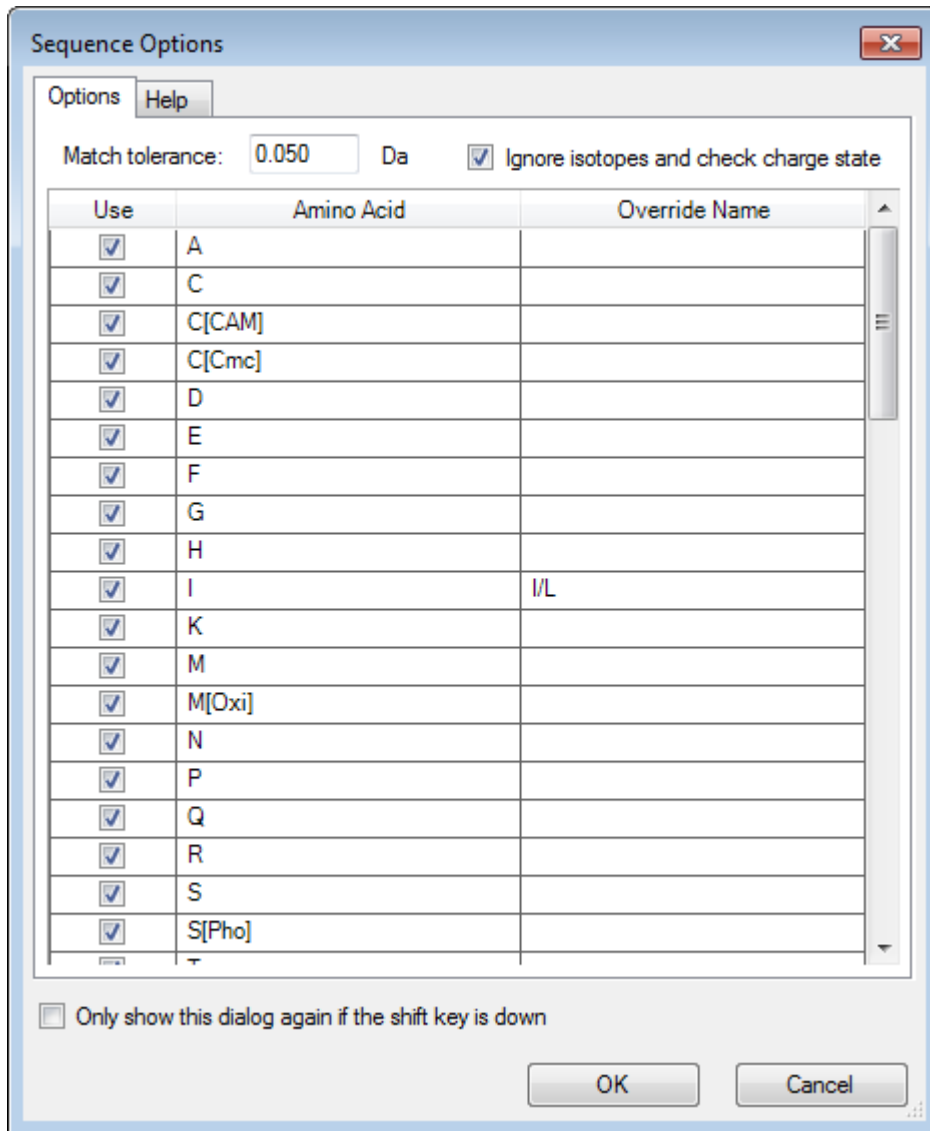 Sequence Options
Options Help
Match tolerance: 0.050 Da Ignore isotopes and check charge state
Use Amino Acid Override Name
A
C
C[CAM]
C[Cmc]
D
E
F
G
H
I I/L
K
M
M[Oxi]
N
P
Q
R
S
S[Pho]
T
Only show this dialog again if the shift key is down
OK Cancel